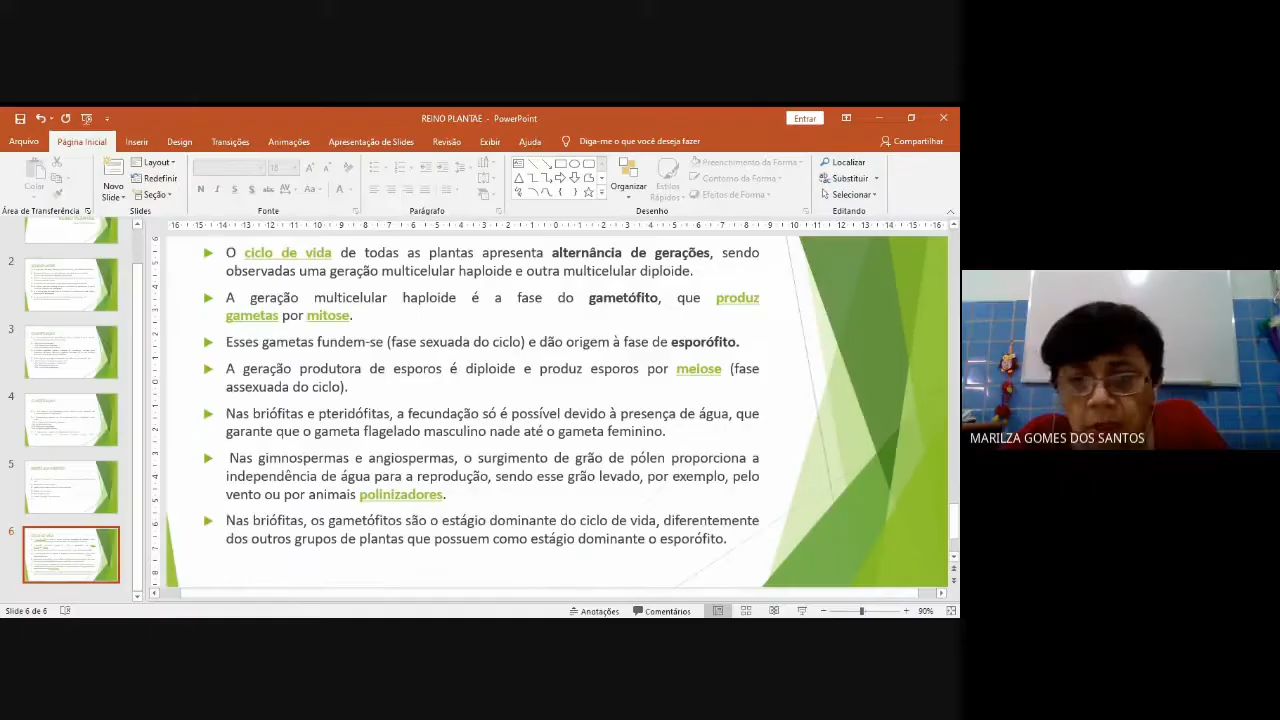 REINO PLANTAE - PowerPoint
Entrar
Arquivo
Página Inicial
Inserir
Design
Transições
Animações
Apresentação de Slides
Revisão
Exibir
Ajuda
Diga-me o que você deseja fazer
Compartilhar
Colar
Novo
Slide
Layout
Redefinir
Seção
Organizar
Estilos
Rápidos
Preenchimento da Forma
Contorno da Forma
Efeitos de Forma
Localizar
Substituir
Selecionar
Área de Transferência
Slides
Fonte
Parágrafo
Desenho
Editando
2
3
4
5
6
O ciclo de vida de todas as plantas apresenta alternância de gerações, sendo
observadas uma geração multicelular haploide e outra multicelular diploide.
A geração multicelular haploide é a fase do gametófito, que produz
gametas por mitose.
Esses gametas fundem-se (fase sexuada do ciclo) e dão origem à fase de esporófito.
A geração produtora de esporos é diploide e produz esporos por meiose (fase
assexuada do ciclo).
Nas briófitas e pteridófitas, a fecundação só é possível devido à presença de água, que
garante que o gameta flagelado masculino nade até o gameta feminino.
Nas gimnospermas e angiospermas, o surgimento de grão de pólen proporciona a
independência de água para a reprodução, sendo esse grão levado, por exemplo, pelo
vento ou por animais polinizadores.
Nas briófitas, os gametófitos são o estágio dominante do ciclo de vida, diferentemente
dos outros grupos de plantas que possuem como estágio dominante o esporófito.
MARILZA GOMES DOS SANTOS
Slide 6 de 6
Anotações
Comentários
90%